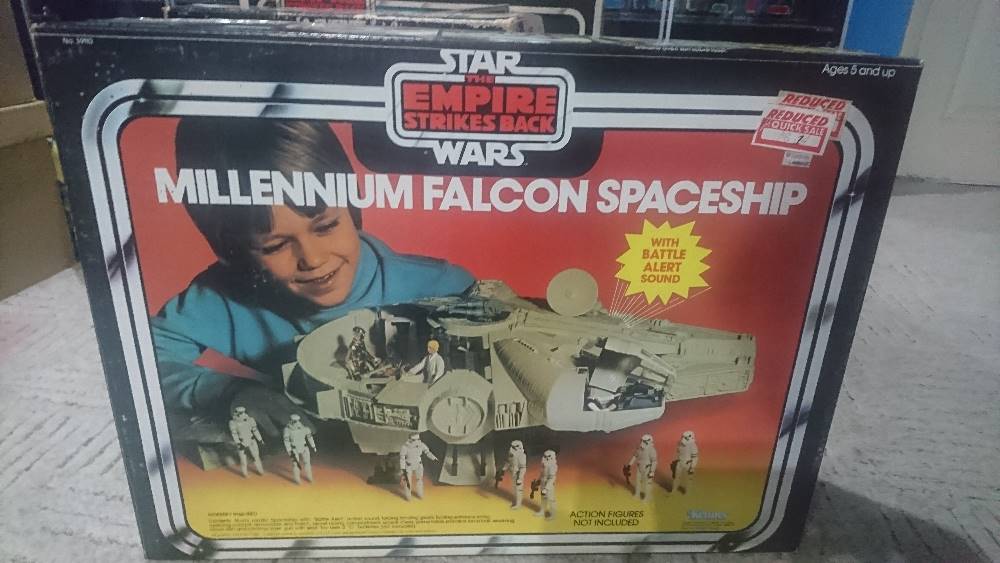 Ages 5 and up
STAR
THE
EMPIRE
STRIKES BACK
WARS
REDUCED
REDUCED
QUICK SALE
MILLENNIUM FALCON SPACESHIP
WITH
BATTLE
ALERT
SOUND
ACTION FIGURES
NOT INCLUDED
Kenner